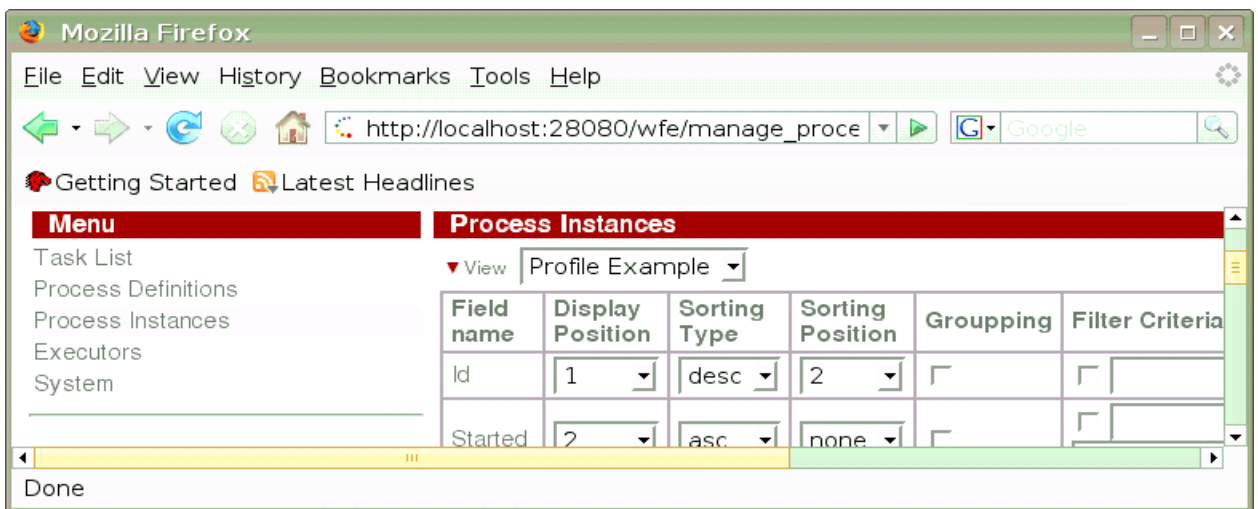 Mozilla Firefox
File Edit View History Bookmarks Tools Help
http://localhost:28080/wfe/manage_proce G Google
Getting Started Latest Headlines
Menu
Task List
Process Definitions
Process Instances
Executors
System
Process Instances
View Profile Example
Field name Display Position Sorting Type Sorting Position Groupping Filter Criteria
Id 1 desc 2
Started 2 asc none
Done